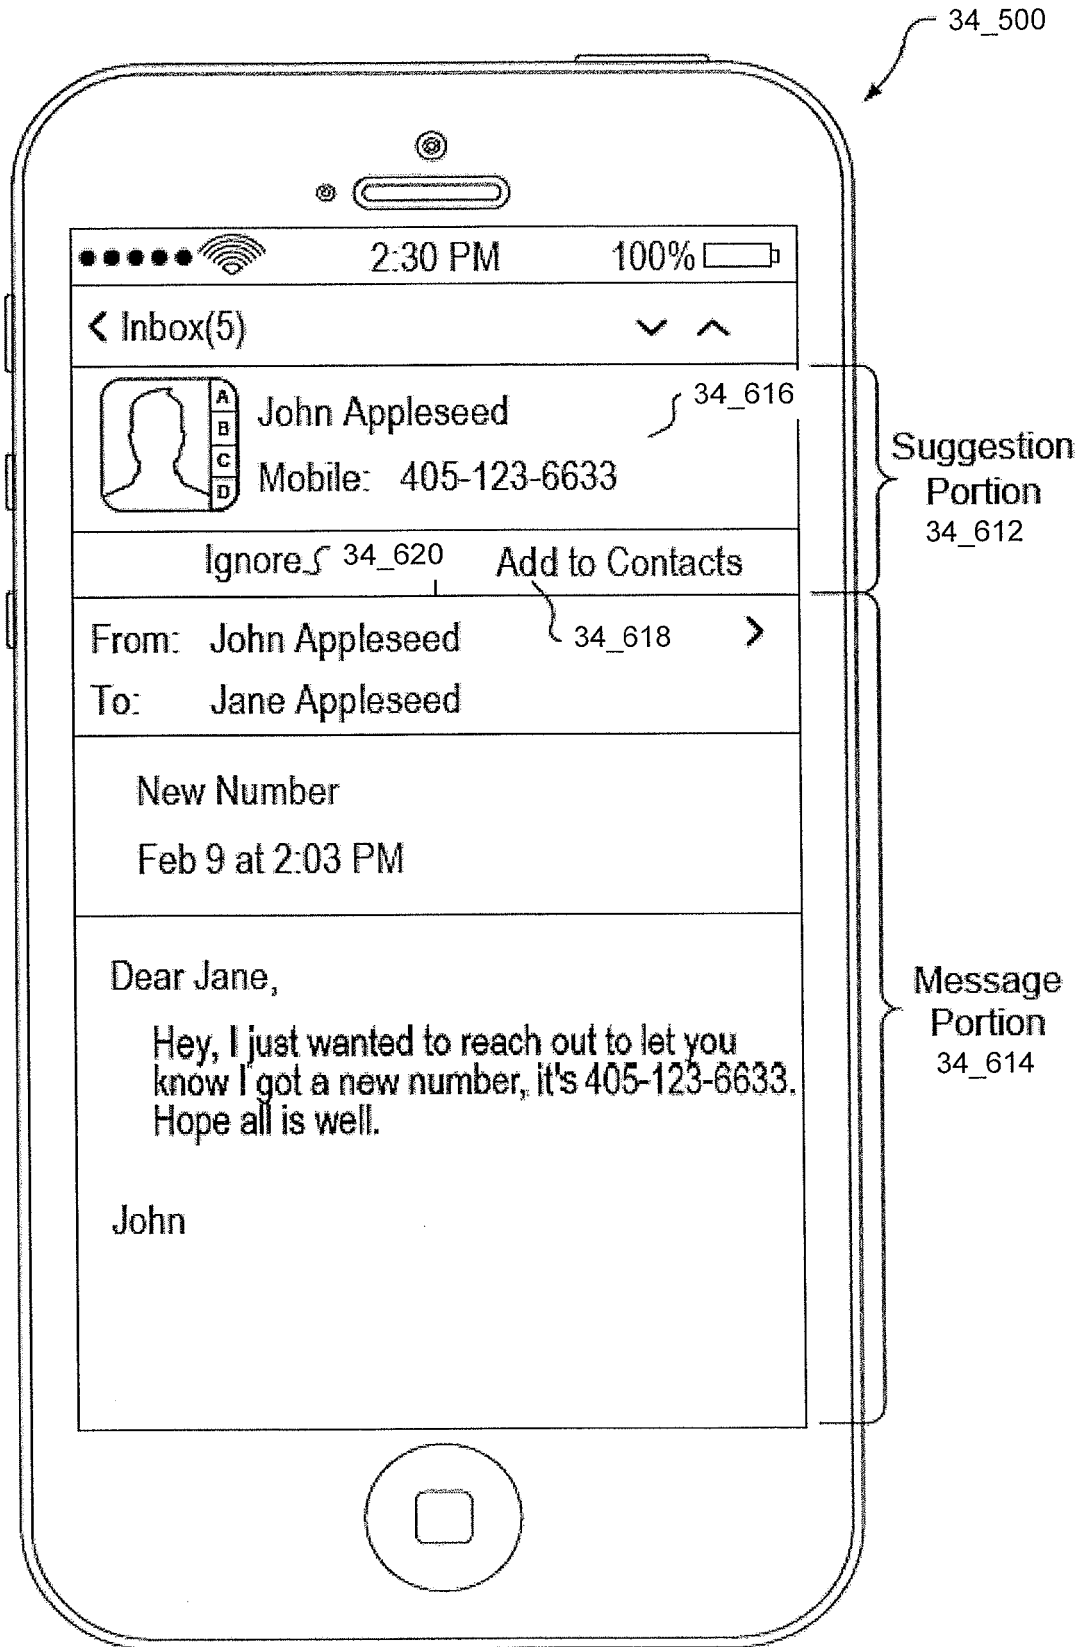 34_500
2:30 PM 100%
Inbox(5)
A
B
C
D
John Appleseed
34_616
Mobile: 405-123-6633
Suggestion
Portion
34_612
Ignore 34_620 Add to Contacts
34_618
From: John Appleseed
To: Jane Appleseed
New Number
Feb 9 at 2:03 PM
Dear Jane,
Hey, I just wanted to reach out to let you
know I got a new number, it's 405-123-6633.
Hope all is well.
John
Message
Portion
34_614